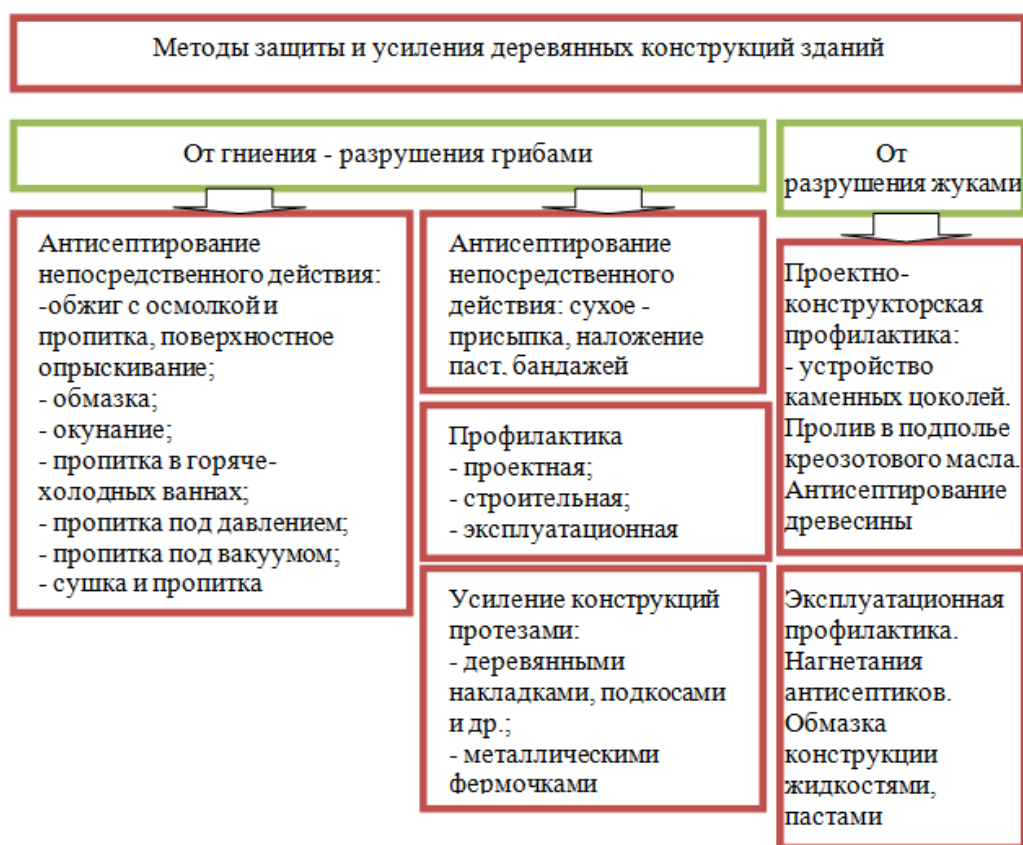 Методы защиты и усиления деревянных конструкций зданий
От гниения - разрушения грибами
От
разрушения жуками
Антисептирование
непосредственного действия:
-обжиг с осмолкой и
пропитка, поверхностное
опрыскивание;
- обмазка;
- окунание;
- пропитка в горяче-
холодных ваннах;
- пропитка под давлением;
- пропитка под вакуумом;
- сушка и пропитка
Антисептирование
непосредственного
действия: сухое -
присыпка, наложение
паст. бандажей
Профилактика
- проектная;
- строительная;
- эксплуатационная
Усиление конструкций
протезами:
- деревянными
накладками, подкосами
и др.;
- металлическими
фермочками
Проектно-
конструкторская
профилактика:
- устройство
каменных цоколей.
Пролив в подполье
креозотового масла.
Антисептирование
древесины
Эксплуатационная
профилактика.
Нагнетания
антисептиков.
Обмазка
конструкции
жидкостями,
пастами